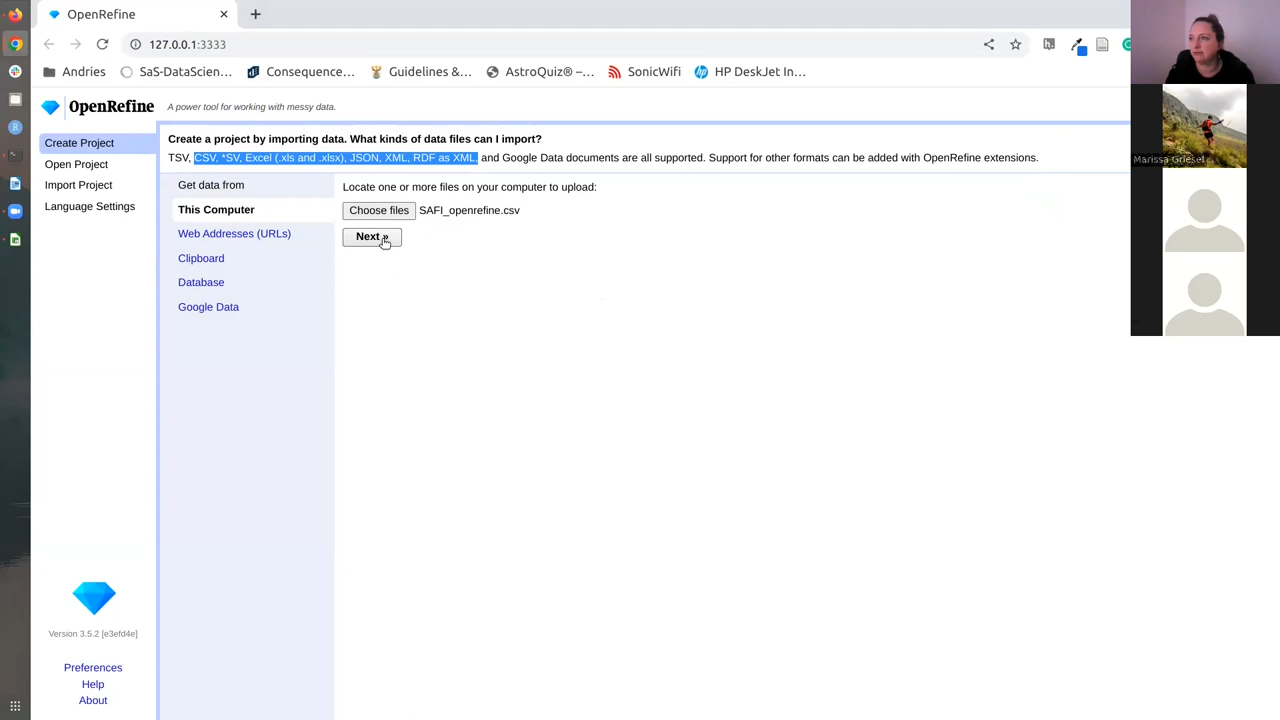 OpenRefine
127.0.0.1:3333
Andries
SaS-DataScien...
Consequence...
Guidelines &...
AstroQuiz® –...
SonicWifi
HP DeskJet In...
OpenRefine
A power tool for working with messy data.
Create Project
Open Project
Import Project
Language Settings
Create a project by importing data. What kinds of data files can I import?
TSV, CSV, *SV, Excel (.xls and .xlsx), JSON, XML, RDF as XML, and Google Data documents are all supported. Support for other formats can be added with OpenRefine extensions.
Get data from
This Computer
Web Addresses (URLs)
Clipboard
Database
Google Data
Locate one or more files on your computer to upload:
Choose files SAFI_openrefine.csv
Next »
Version 3.5.2 [e3efd4e]
Preferences
Help
About
Marissa Griesel